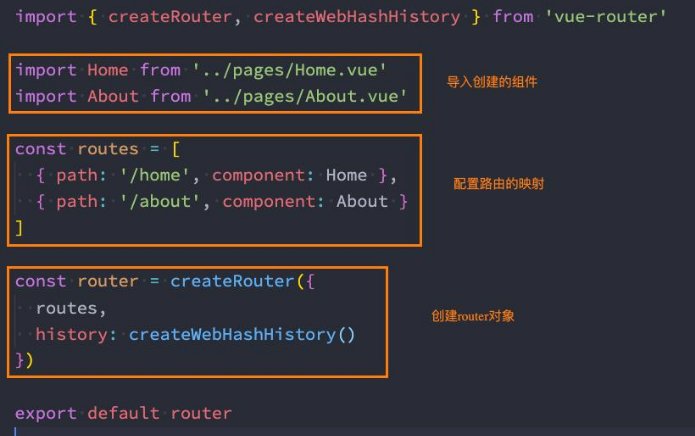 import { createRouter, createWebHashHistory } from 'vue-router'
import Home from '../pages/Home.vue'
导入创建的组件
import About from '../pages/About.vue'
const routes = [
{ path: '/home', component: Home },
配置路由的映射
{ path: '/about', component: About }
]
const router = createRouter({
routes,
创建router对象
history: createWebHashHistory()
})
export default router